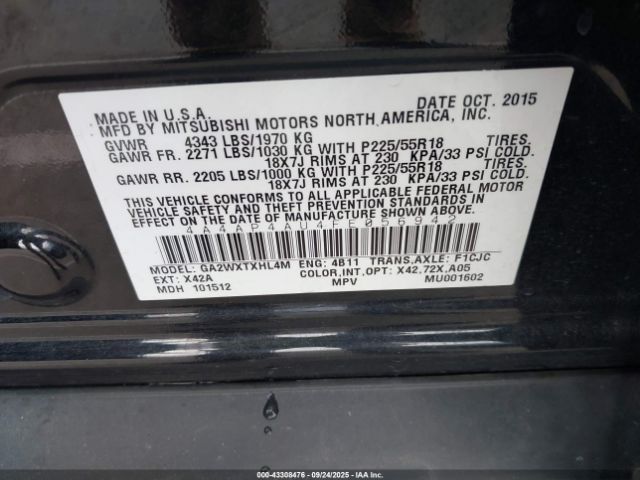 MADE IN U.S.A. DATE OCT. 2015
MFD BY MITSUBISHI MOTORS NORTH AMERICA, INC.
GVWR 4343 LBS/1970 KG
GAWR FR. 2271 LBS/1030 KG WITH P225/55R18 TIRES.
18X7J RIMS AT 230 KPA/33 PSI COLD.
GAWR RR. 2205 LBS/1000 KG WITH P225/55R18 TIRES.
18X7J RIMS AT 230 KPA/33 PSI COLD.
THIS VEHICLE CONFORMS TO ALL APPLICABLE FEDERAL MOTOR
VEHICLE SAFETY AND THEFT PREVENTION STANDARDS IN
EFFECT ON THE DATE OF MANUFACTURE SHOWN ABOVE.
4A4AP4AU4FE056942
MODEL: GA2WXTXHL4M ENG: 4B11 TRANS.AXLE: F1CJC
EXT: X42A COLOR,INT,OPT: X42,72X,A05
MDH 101512 MPV MU001602
000-43308476 - 09/24/2025 - IAAI.COM